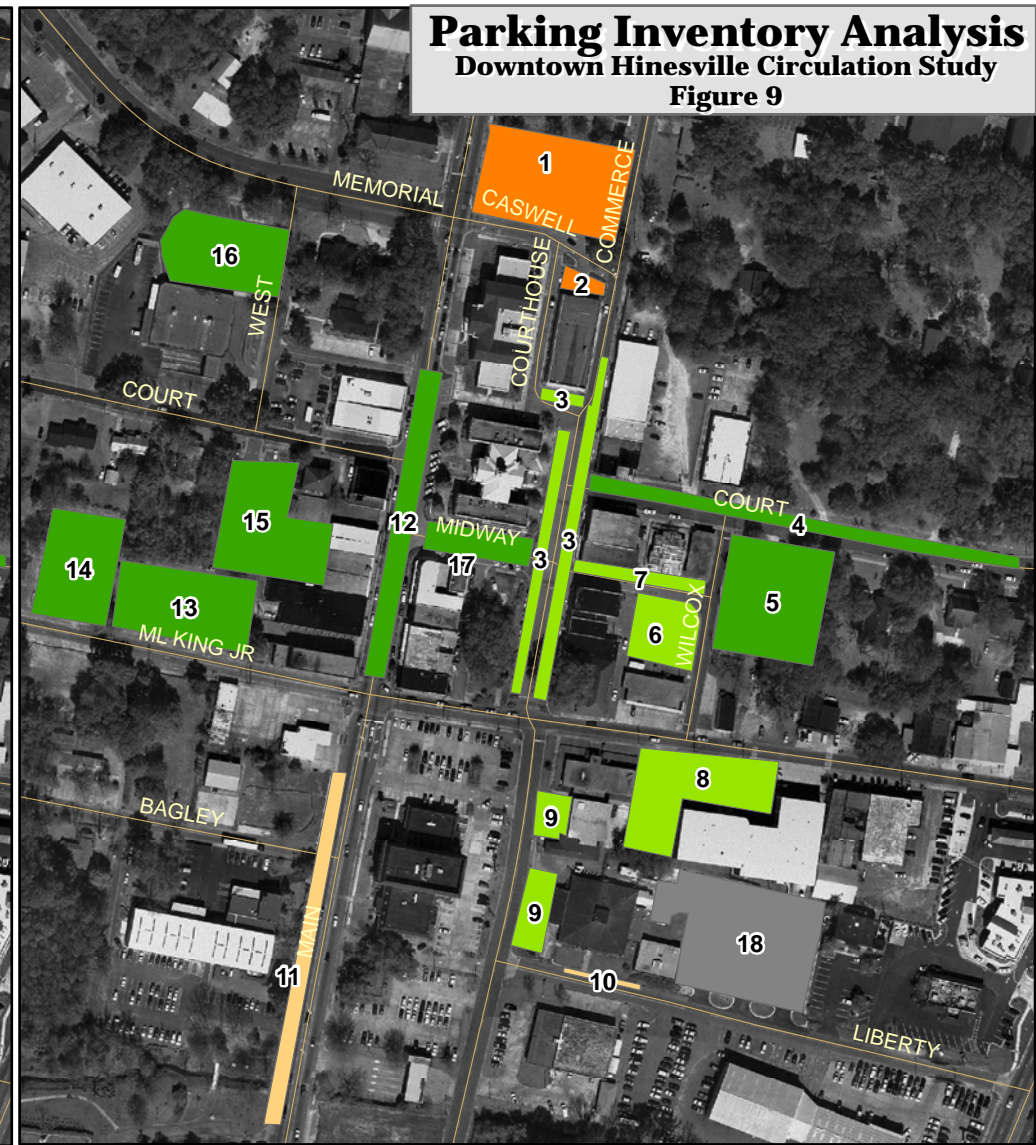 Parking Inventory Analysis
Downtown Hinesville Circulation Study
Figure 9
1
MEMORIAL
CASWELL
COMMERCE
16
COURTHOUSE
2
WEST
COURT
3
12
15
MIDWAY
17
3
3
COURT
4
14
13
7
5
6
WILCOX
ML KING JR
8
BAGLEY
9
9
MAIN
11
18
10
LIBERTY